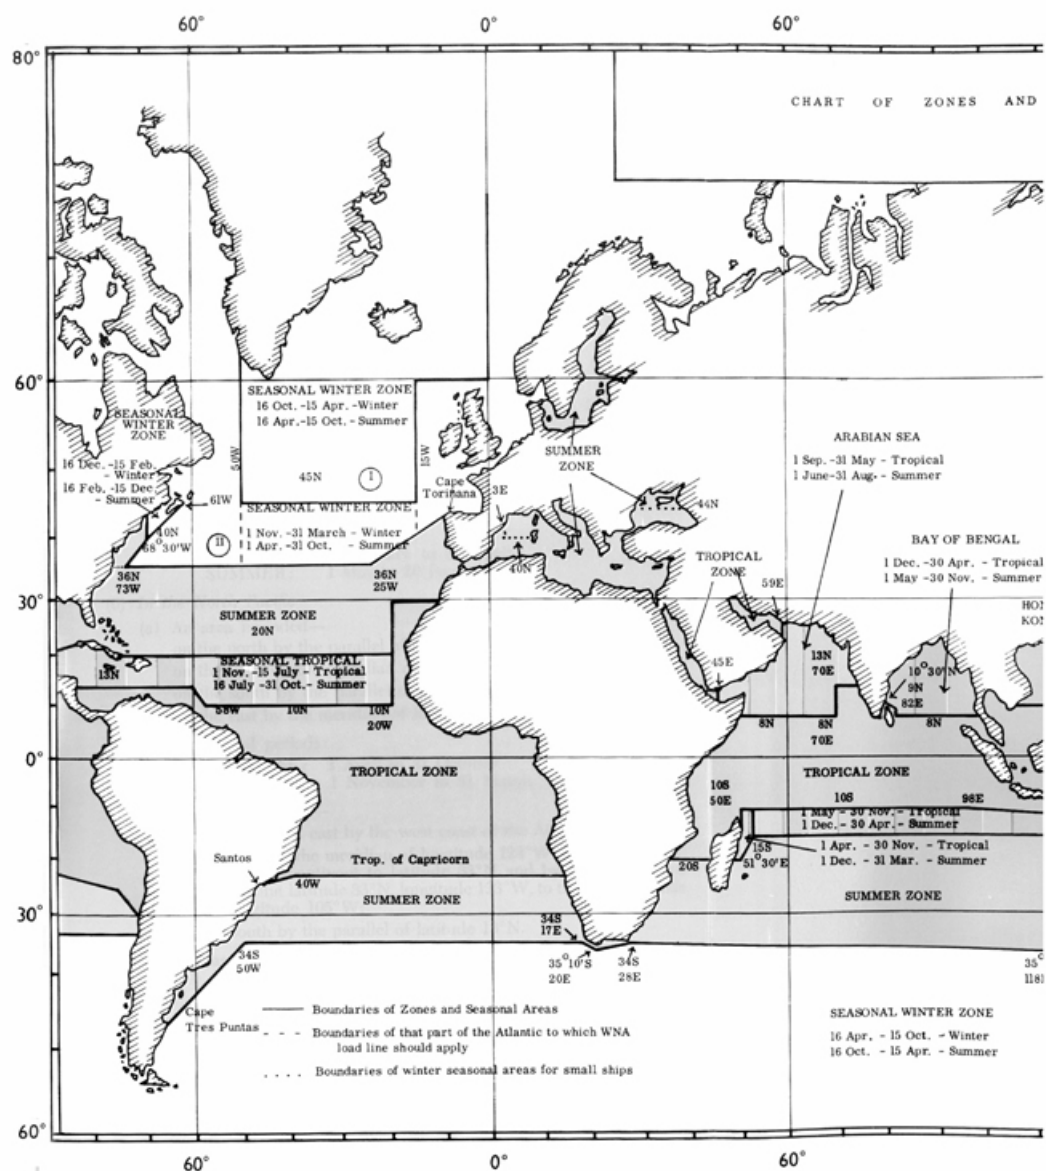 60°
0°
60°
80°
CHART OF ZONES AND
60°
SEASONAL WINTER ZONE
16 Oct. -15 Apr. -Winter
16 Apr.-15 Oct. - Summer
SEASONAL
WINTER
ZONE
50W
15W
45N
I
16 Dec. -15 Feb.
- Winter
16 Feb. -15 Dec
- Summer
61W
SEASONAL WINTER ZONE
1 Nov. -31 March - Winter
1 Apr. -31 Oct. - Summer
II
40N
68°30'W
36N
73W
36N
25W
Cape
Torinana
3E
SUMMER
ZONE
44N
40N
ARABIAN SEA
1 Sep. -31 May - Tropical
1 June-31 Aug. - Summer
BAY OF BENGAL
1 Dec. -30 Apr. - Tropical
1 May -30 Nov. - Summer
TROPICAL
ZONE
59E
45E
HON
KON
30°
SUMMER ZONE
20N
SEASONAL TROPICAL
1 Nov. -15 July - Tropical
16 July -31 Oct. - Summer
13N
58W
10N
10N
20W
13N
70E
10°30'N
9N
82E
8N
8N
70E
8N
0°
TROPICAL ZONE
TROPICAL ZONE
10S
50E
10S
98E
1 May - 30 Nov. - Tropical
1 Dec. - 30 Apr. - Summer
1 Apr. - 30 Nov. - Tropical
1 Dec. - 31 Mar. - Summer
15S
51°30'E
20S
Santos
Trop. of Capricorn
40W
SUMMER ZONE
SUMMER ZONE
30°
34S
50W
34S
17E
35°10'S
20E
34S
28E
35°
118E
Cape
Tres Puntas
Boundaries of Zones and Seasonal Areas
Boundaries of that part of the Atlantic to which WNA
load line should apply
Boundaries of winter seasonal areas for small ships
SEASONAL WINTER ZONE
16 Apr. - 15 Oct. - Winter
16 Oct. - 15 Apr. - Summer
60°
60°
0°
60°